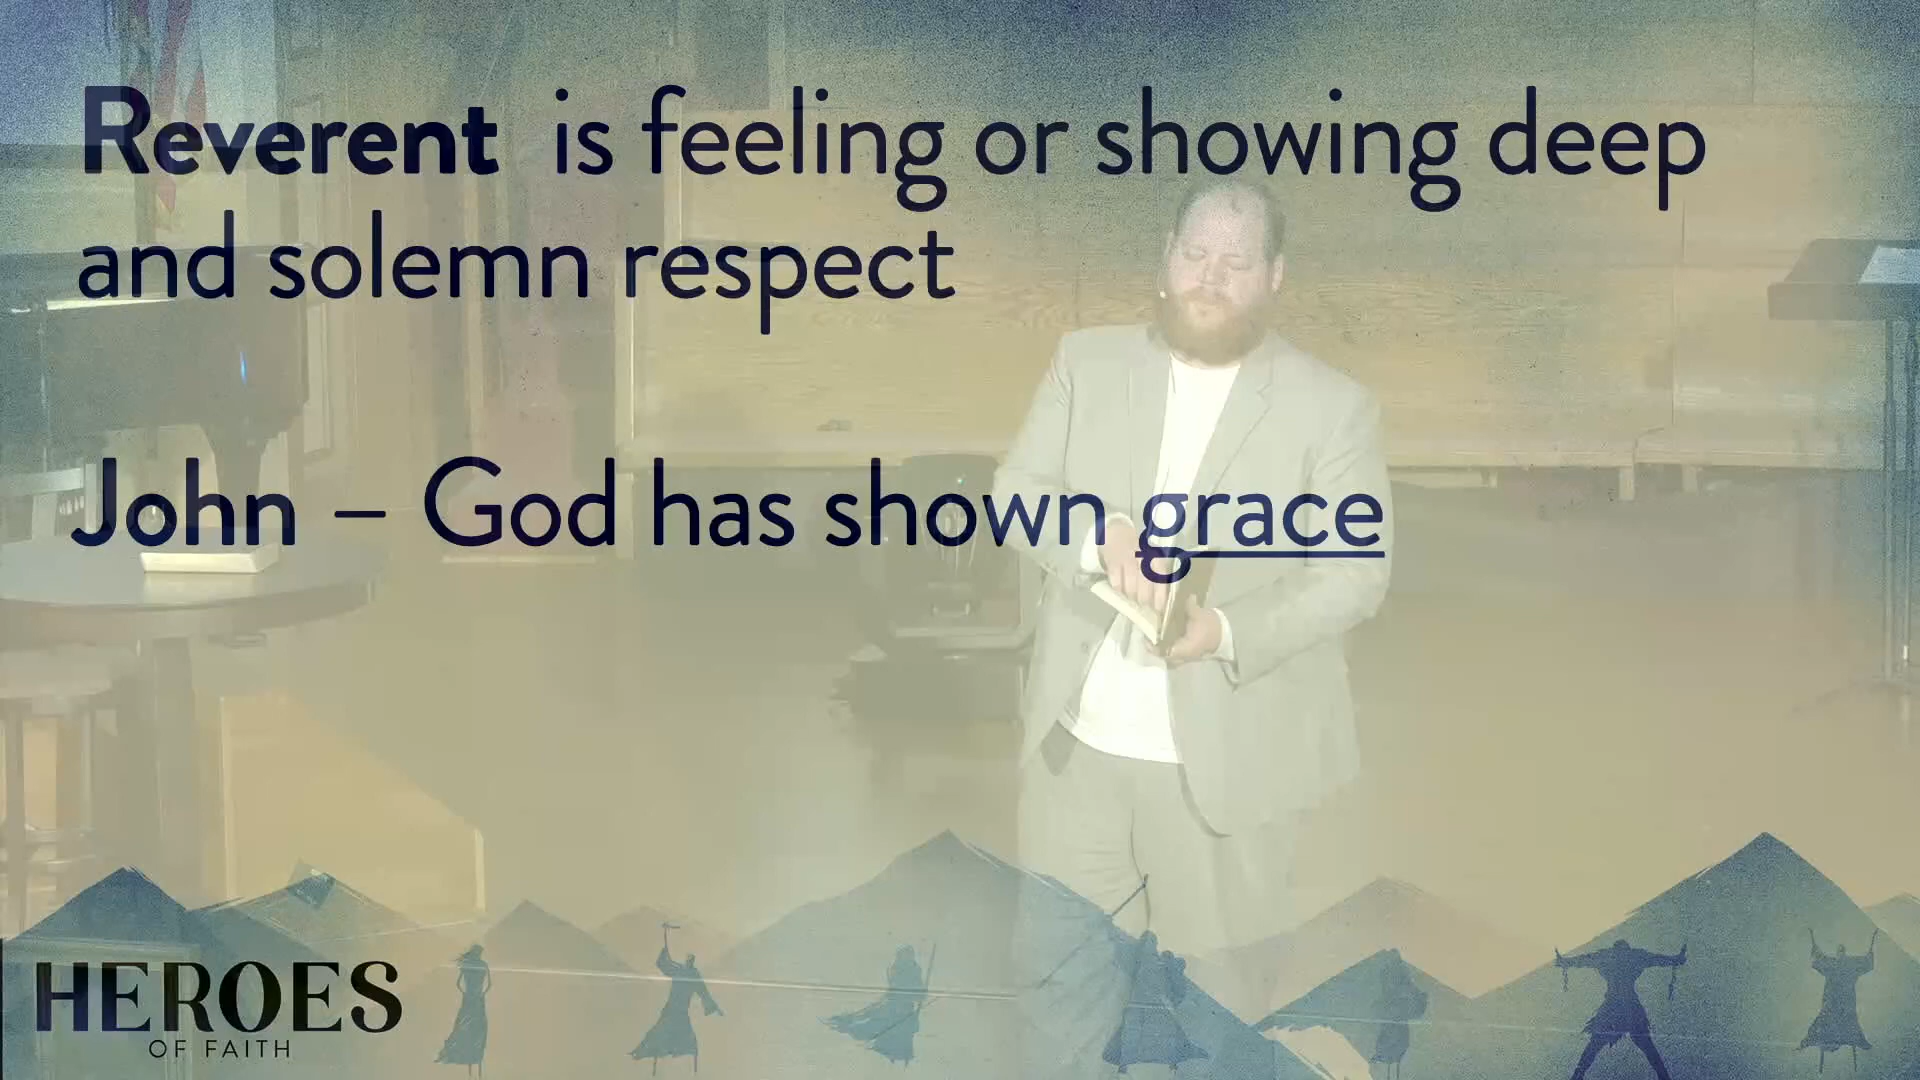 Reverent is feeling or showing deep
and solemn respect
John – God has shown grace
HEROES
OF FAITH